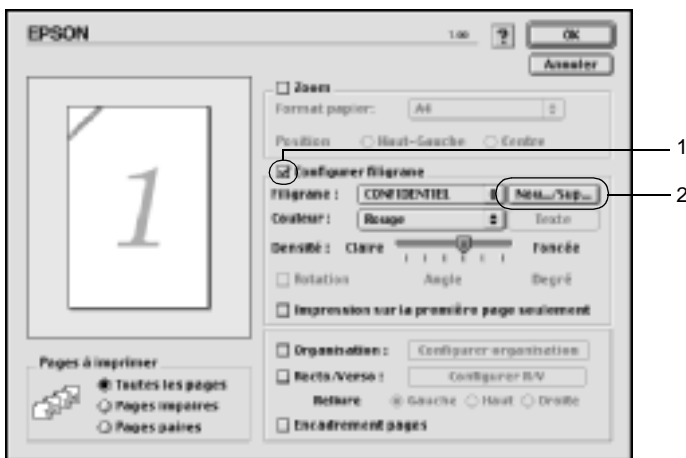 EPSON
1.00
?
OK
Annuler
Zoom
Format papier: A4
Position Haut-Gauche Centre
1
Configurer filigrane
Filigrane : CONFIDENTIEL Nou.../Sup...
2
Couleur : Rouge Texte
Densité : Claire Foncée
Rotation Angle Degré
Impression sur la première page seulement
1
Organisation : Configurer organisation
Recto/Verso : Configurer R/V
Reliure Gauche Haut Droite
Encadrement pages
Pages à imprimer
Toutes les pages
Pages impaires
Pages paires